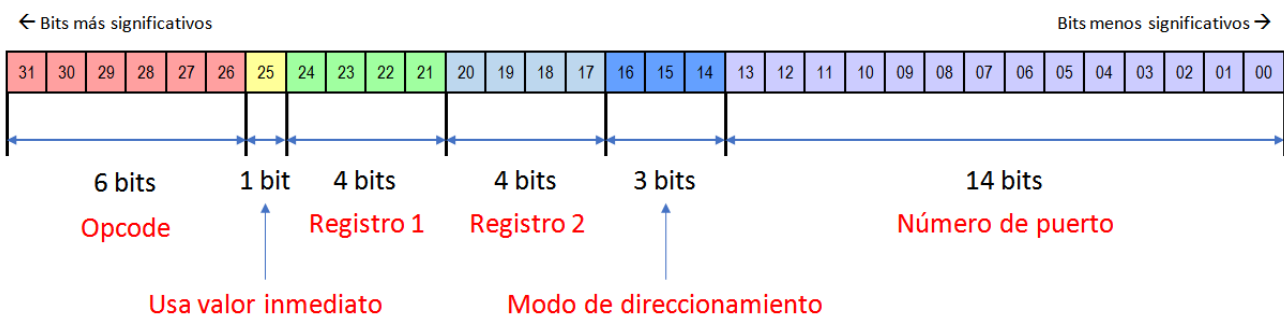 ← Bits más significativos Bits menos significativos →
31 30 29 28 27 26 25 24 23 22 21 20 19 18 17 16 15 14 13 12 11 10 09 08 07 06 05 04 03 02 01 00
6 bits 1 bit 4 bits 4 bits 3 bits 14 bits
Opcode Registro 1 Registro 2 Número de puerto
Usa valor inmediato Modo de direccionamiento